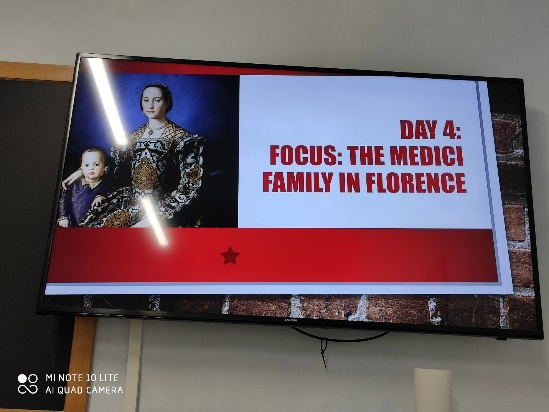 DAY 4:
FOCUS: THE MEDICI
FAMILY IN FLORENCE
MI NOTE 10 LITE
AI QUAD CAMERA